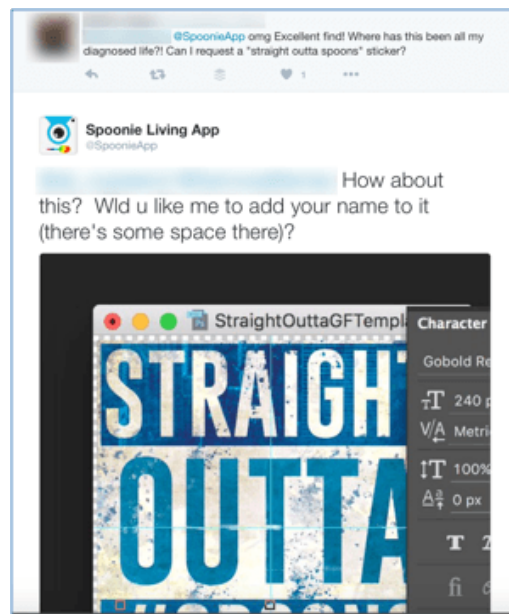 @SpoonieApp omg Excellent find! Where has this been all my
diagnosed life?! Can I request a "straight outta spoons" sticker?
1
Spoonie Living App
@SpoonieApp
How about
this? Wld u like me to add your name to it
(there's some space there)?
StraightOuttaGFTempl
Character
STRAIGHT
OUTTA
Gobold Re
240 p
Metri
100%
0 px
T
fi